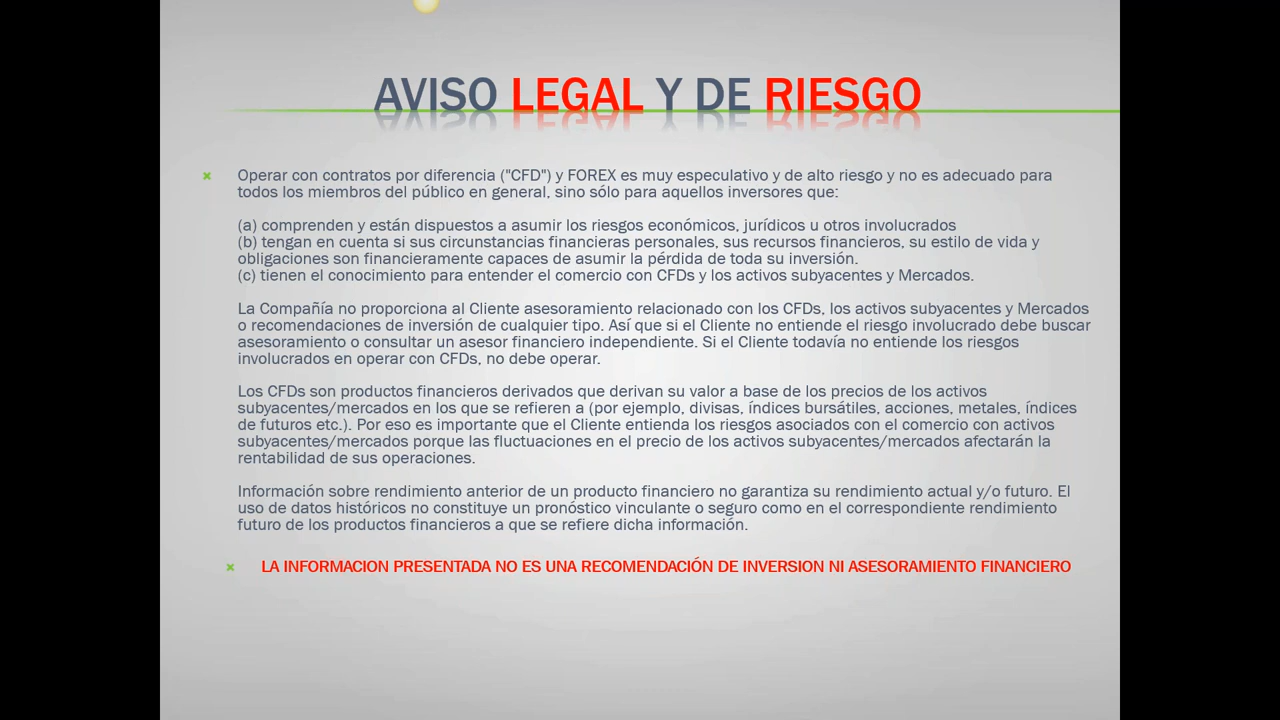 AVISO LEGAL Y DE RIESGO
Operar con contratos por diferencia ("CFD") y FOREX es muy especulativo y de alto riesgo y no es adecuado para
todos los miembros del público en general, sino sólo para aquellos inversores que:
(a) comprenden y están dispuestos a asumir los riesgos económicos, jurídicos u otros involucrados
(b) tengan en cuenta si sus circunstancias financieras personales, sus recursos financieros, su estilo de vida y
obligaciones son financieramente capaces de asumir la pérdida de toda su inversión.
(c) tienen el conocimiento para entender el comercio con CFDs y los activos subyacentes y Mercados.
La Compañía no proporciona al Cliente asesoramiento relacionado con los CFDs, los activos subyacentes y Mercados
o recomendaciones de inversión de cualquier tipo. Así que si el Cliente no entiende el riesgo involucrado debe buscar
asesoramiento o consultar un asesor financiero independiente. Si el Cliente todavía no entiende los riesgos
involucrados en operar con CFDs, no debe operar.
Los CFDs son productos financieros derivados que derivan su valor a base de los precios de los activos
subyacentes/mercados en los que se refieren a (por ejemplo, divisas, índices bursátiles, acciones, metales, índices
de futuros etc.). Por eso es importante que el Cliente entienda los riesgos asociados con el comercio con activos
subyacentes/mercados porque las fluctuaciones en el precio de los activos subyacentes/mercados afectarán la
rentabilidad de sus operaciones.
Información sobre rendimiento anterior de un producto financiero no garantiza su rendimiento actual y/o futuro. El
uso de datos históricos no constituye un pronóstico vinculante o seguro como en el correspondiente rendimiento
futuro de los productos financieros a que se refiere dicha información.
LA INFORMACION PRESENTADA NO ES UNA RECOMENDACIÓN DE INVERSION NI ASESORAMIENTO FINANCIERO